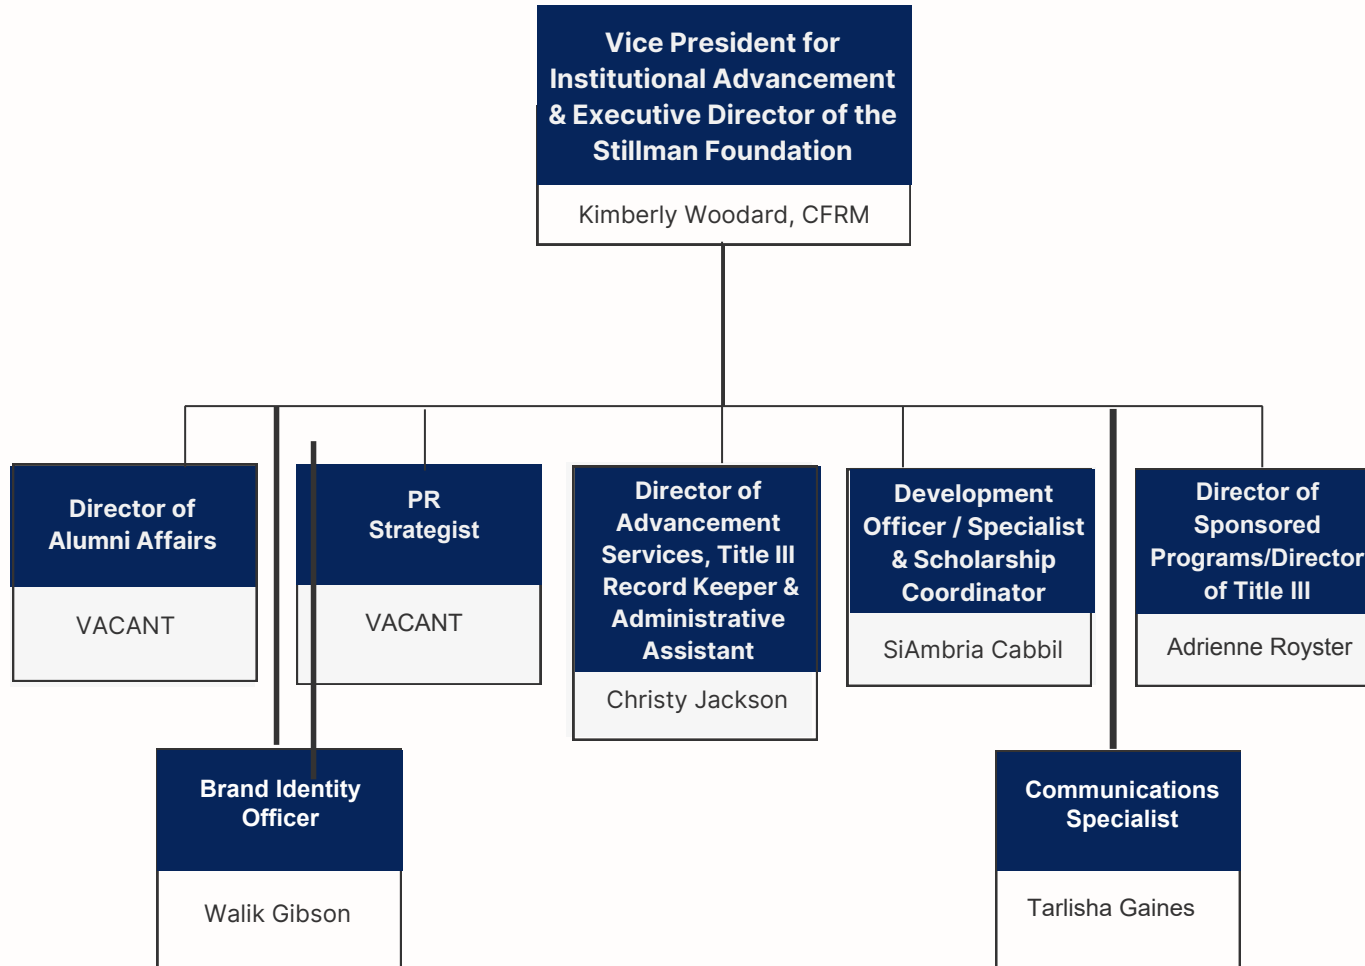 Vice President for
Institutional Advancement
& Executive Director of the
Stillman Foundation
Kimberly Woodard, CFRM
Director of
Alumni Affairs
VACANT
PR
Strategist
VACANT
Director of
Advancement
Services, Title III
Record Keeper &
Administrative
Assistant
Christy Jackson
Development
Officer / Specialist
& Scholarship
Coordinator
SiAmbria Cabbil
Director of
Sponsored
Programs/Director
of Title III
Adrienne Royster
Brand Identity
Officer
Walik Gibson
Communications
Specialist
Tarlisha Gaines